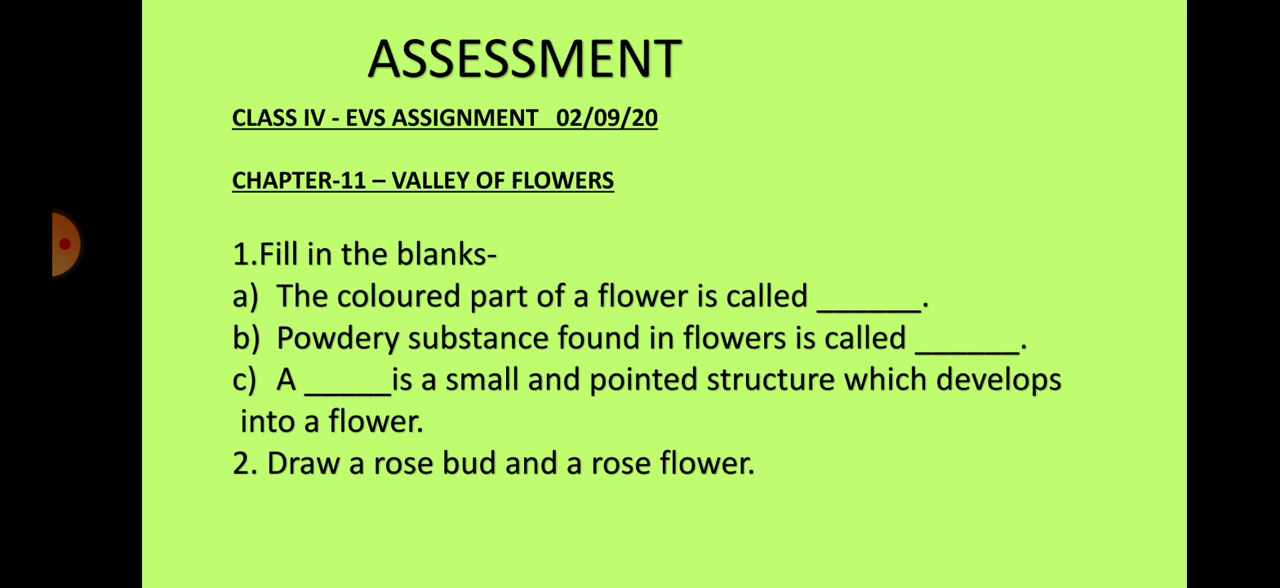 ASSESSMENT
CLASS IV - EVS ASSIGNMENT 02/09/20
CHAPTER-11 – VALLEY OF FLOWERS
1.Fill in the blanks-
a) The coloured part of a flower is called ______.
b) Powdery substance found in flowers is called ______.
c) A _____is a small and pointed structure which develops
into a flower.
2. Draw a rose bud and a rose flower.